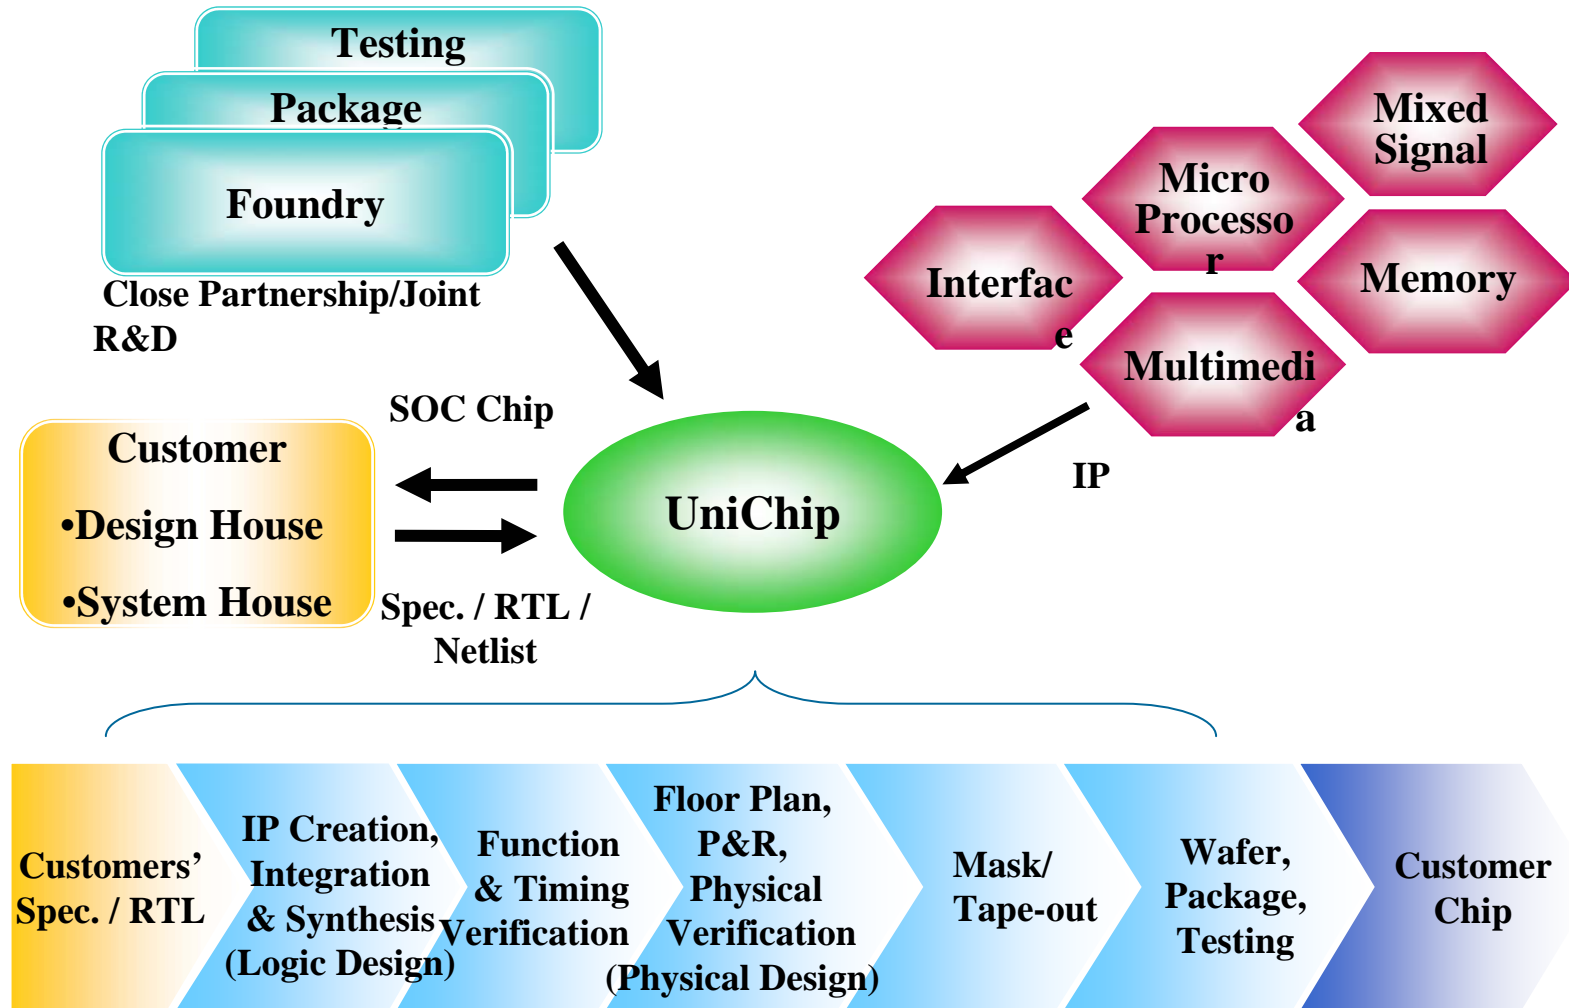 Testing
Package
Foundry
Close Partnership/Joint
R&D
Mixed
Signal
Micro
Processo
r
Interfac
e
Memory
Multimedi
a
IP
SOC Chip
Customer
•Design House
•System House
UniChip
Spec. / RTL /
Netlist
Customers’
Spec. / RTL
IP Creation,
Integration
& Synthesis
(Logic Design)
Function
& Timing
Verification
Floor Plan,
P&R,
Physical
Verification
(Physical Design)
Mask/
Tape-out
Wafer,
Package,
Testing
Customer
Chip